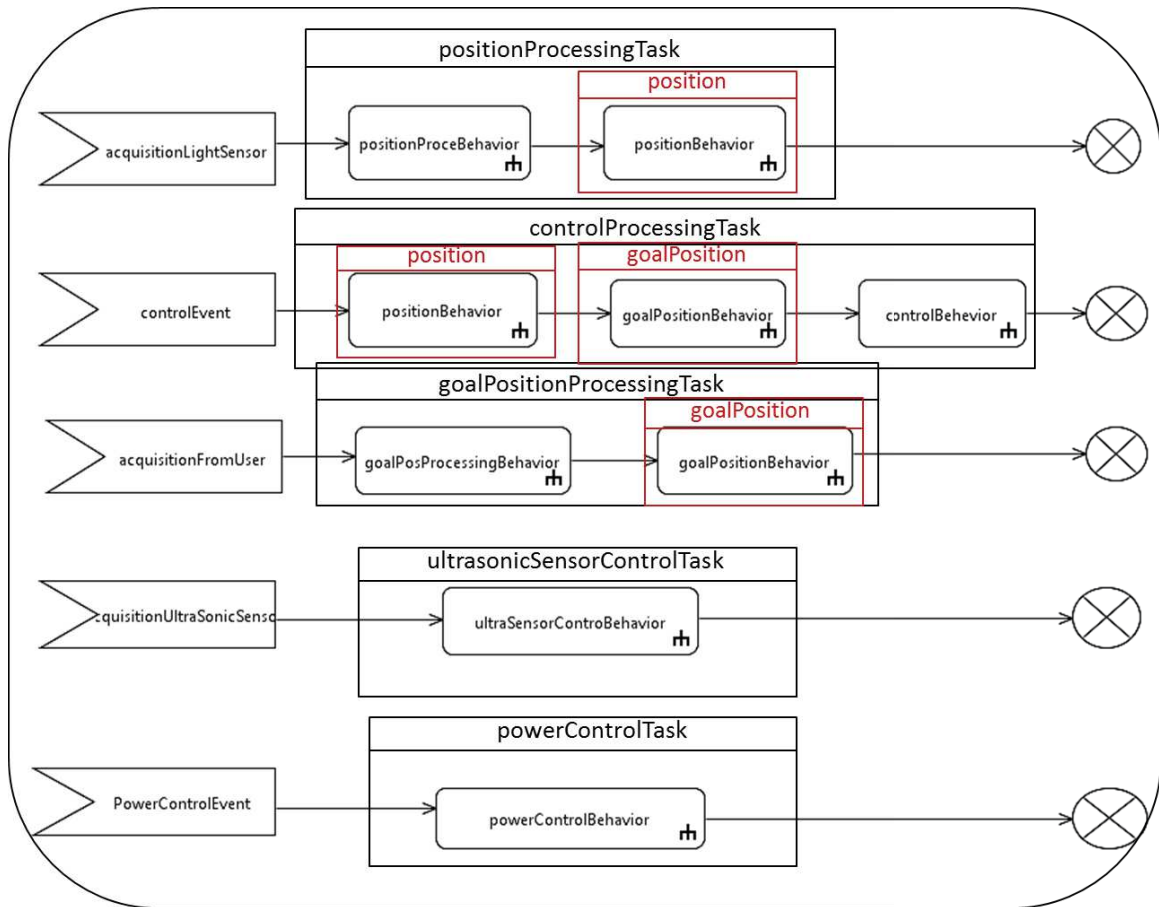 positionProcessingTask
position
acquisitionLightSensor
positionProceBehavior
positionBehavior
controlProcessingTask
position
goalPosition
controlEvent
positionBehavior
goalPositionBehavior
controlBehevior
goalPositionProcessingTask
goalPosition
acquisitionFromUser
goalPosProcessingBehavior
goalPositionBehavior
ultrasonicSensorControlTask
cquisitionUltraSonicSenso
ultraSensorControBehavior
powerControlTask
PowerControlEvent
powerControlBehavior